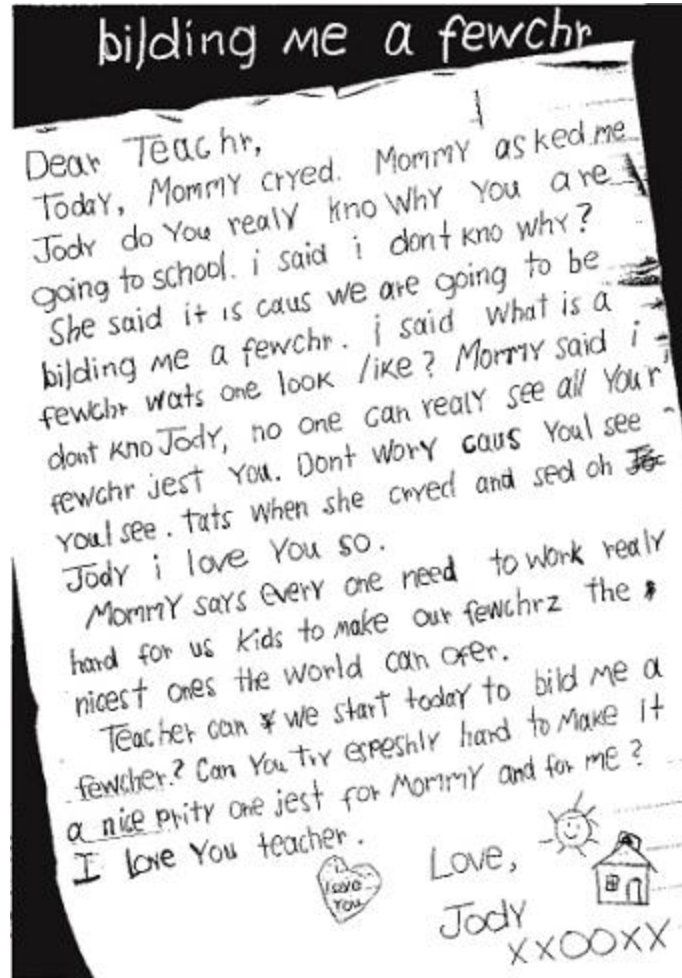 bilding me a fewchr
Dear Teachr,
Today, Mommy cryed. Mommy asked me
Jody do You realy kno Why You are
going to school. i said i dont kno why?
She said it is caus we are going to be
bilding me a fewchr. i said what is a
fewchr wats one look like? Mommy said i
dont kno Jody, no one can realy see all Your
fewchr jest You. Dont wory caus Youl see
Youl see. tats when she cryed and sed oh
Jody i love You so.
Mommy says every one need to work realy
hard for us kids to make our fewchrz the
nicest ones the world can ofer.
Teacher can we start today to bild me a
fewcher? Can You Try espeshly hard to Make it
a nice prity one jest for Mommy and for me?
I love You teacher.
I love
You
Love,
Jody
XXOOXX